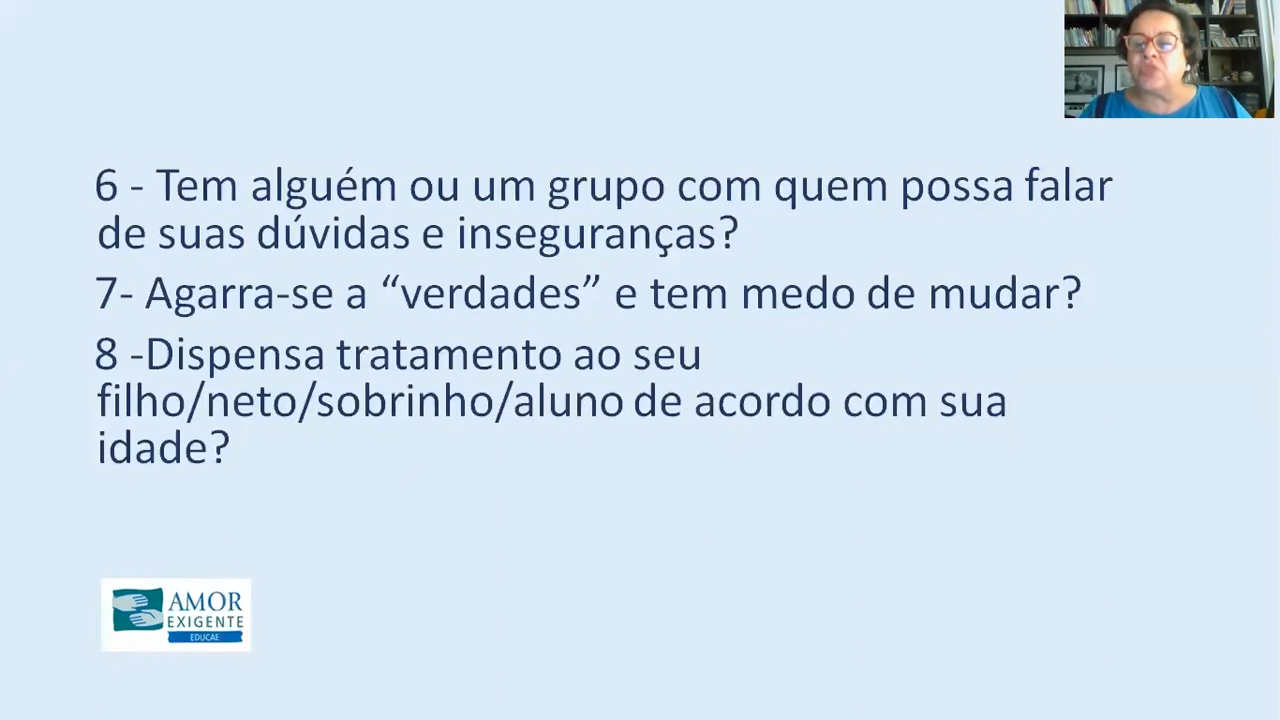 6 - Tem alguém ou um grupo com quem possa falar
de suas dúvidas e inseguranças?
7- Agarra-se a “verdades” e tem medo de mudar?
8 -Dispensa tratamento ao seu
filho/neto/sobrinho/aluno de acordo com sua
idade?
AMOR
EXIGENTE
EDUCAE